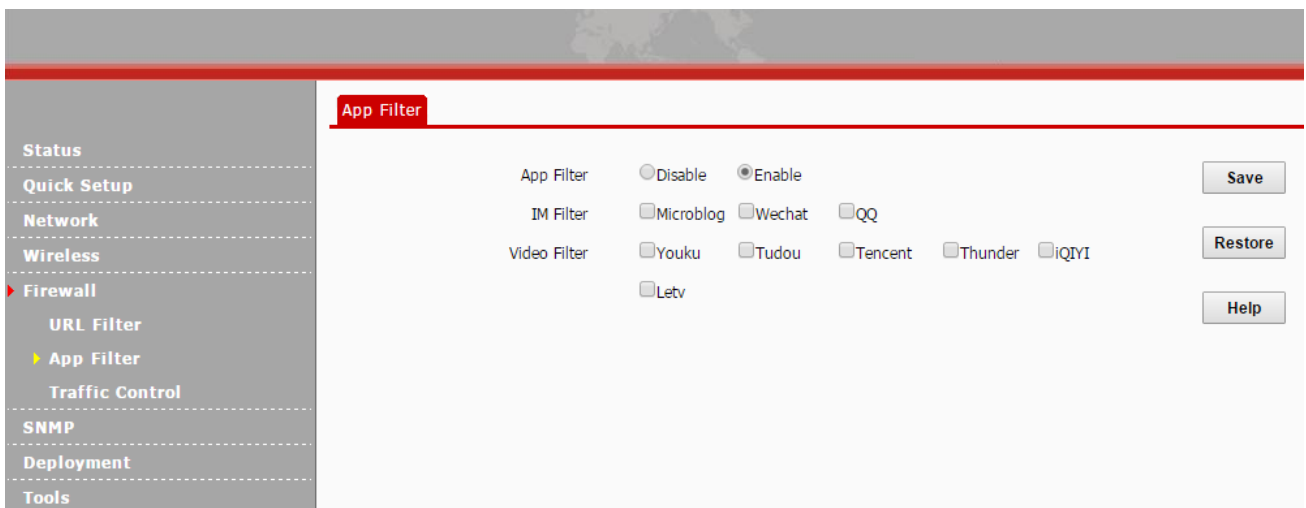 App Filter
Status
Quick Setup
Network
Wireless
Firewall
URL Filter
App Filter
Traffic Control
SNMP
Deployment
Tools
App Filter Disable Enable
IM Filter Microblog Wechat QQ
Video Filter Youku Tudou Tencent Thunder iQIYI
Letv
Save
Restore
Help